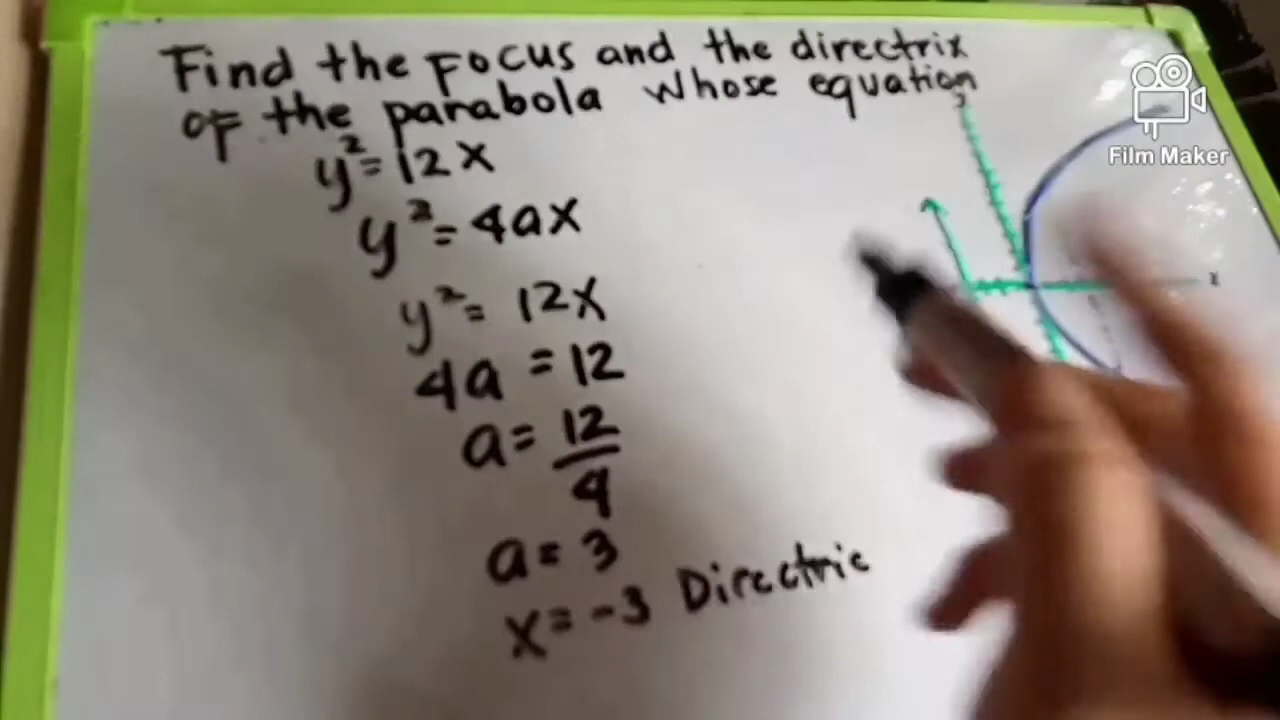 Find the Focus and the directrix
of the parabola whose equation
y² = 12x
y² = 4ax
y² = 12x
4a = 12
a = 12/4
a = 3
x = -3 Directric
y
x
Film Maker